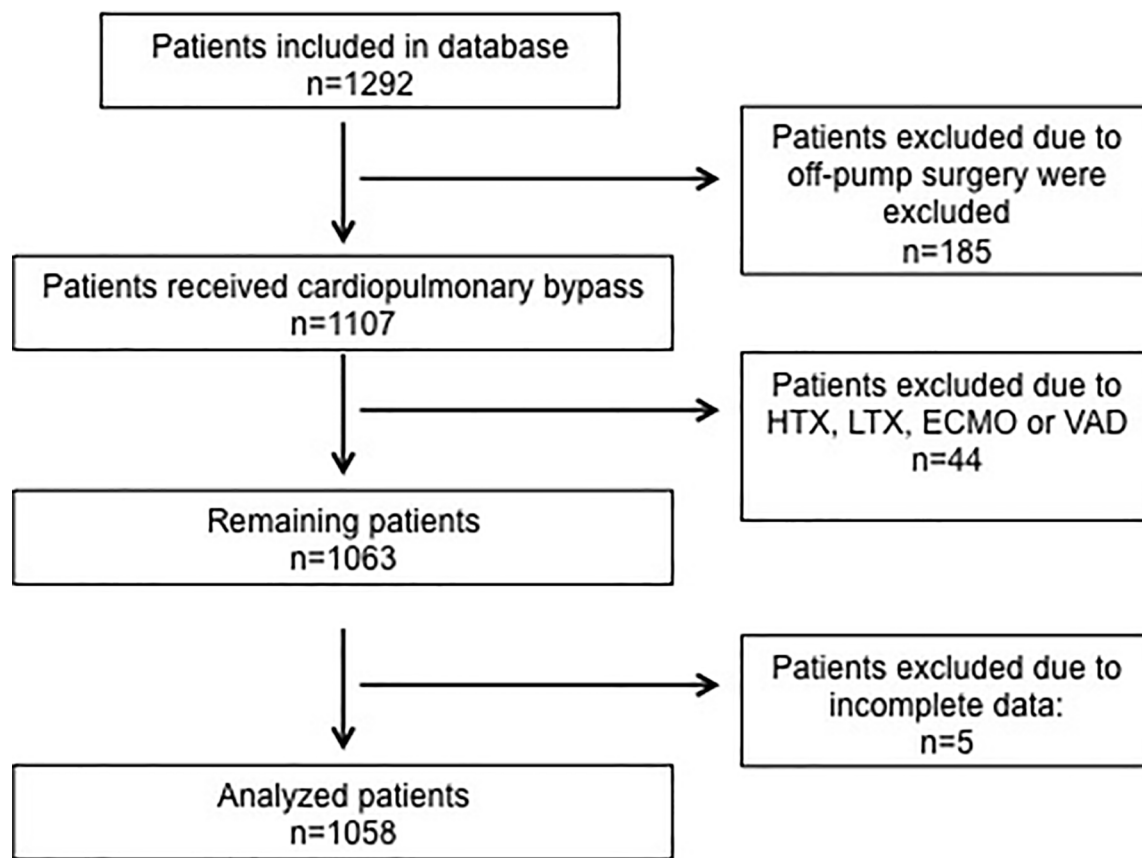 Patients included in database
n=1292
Patients excluded due to
off-pump surgery were
excluded
n=185
Patients received cardiopulmonary bypass
n=1107
Patients excluded due to
HTX, LTX, ECMO or VAD
n=44
Remaining patients
n=1063
Patients excluded due to
incomplete data:
n=5
Analyzed patients
n=1058